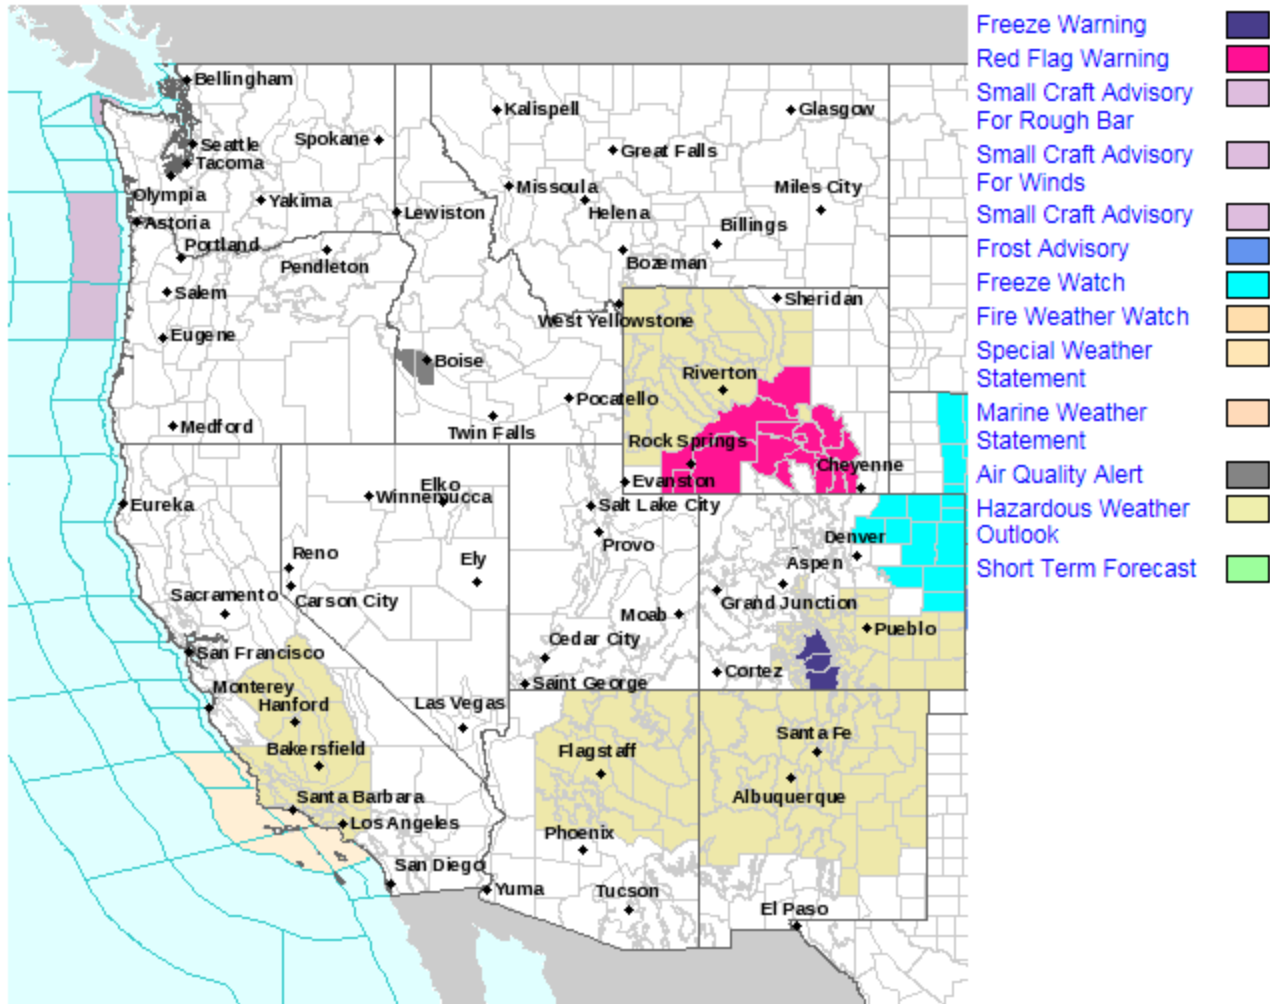 Bellingham
Seattle
Tacoma
Olympia
Spokane
Yakima
Astoria
Portland
Pendleton
Lewiston
Salem
Eugene
Medford
Kalispell
Glasgow
Great Falls
Missoula
Helena
Miles City
Billings
Bozeman
West Yellowstone
Sheridan
Boise
Pocatello
Twin Falls
Riverton
Rock Springs
Cheyenne
Evanston
Eureka
Winnemucca
Elko
Salt Lake City
Provo
Reno
Ely
Carson City
Sacramento
San Francisco
Monterey
Hanford
Bakersfield
Las Vegas
Cedar City
Saint George
Moab
Denver
Aspen
Grand Junction
Pueblo
Cortez
Santa Barbara
Los Angeles
San Diego
Yuma
Flagstaff
Phoenix
Tucson
Santa Fe
Albuquerque
El Paso
Freeze Warning
Red Flag Warning
Small Craft Advisory
For Rough Bar
Small Craft Advisory
For Winds
Small Craft Advisory
Frost Advisory
Freeze Watch
Fire Weather Watch
Special Weather
Statement
Marine Weather
Statement
Air Quality Alert
Hazardous Weather
Outlook
Short Term Forecast